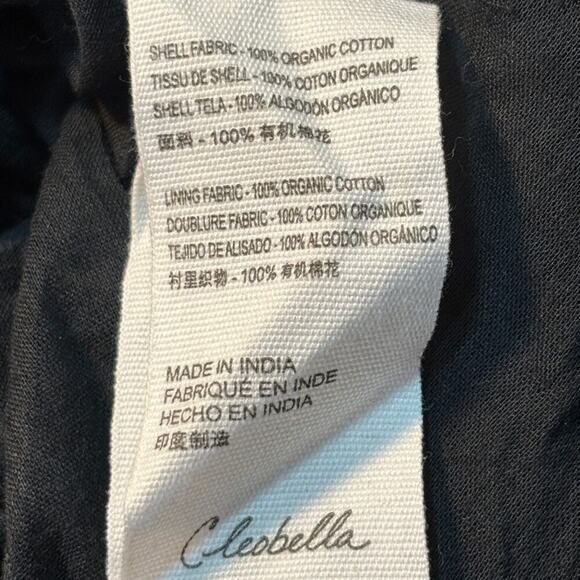 SHELL FABRIC - 100% ORGANIC COTTON
TISSU DE SHELL - 100% COTON ORGANIQUE
SHELL TELA - 100% ALGODÓN ORGÁNICO
面料 - 100% 有机棉花
LINING FABRIC - 100% ORGANIC COTTON
DOUBLURE FABRIC - 100% COTON ORGANIQUE
TEJIDO DE ALISADO - 100% ALGODÓN ORGÁNICO
衬里织物 - 100% 有机棉花
MADE IN INDIA
FABRIQUÉ EN INDE
HECHO EN INDIA
印度制造
Cleobella